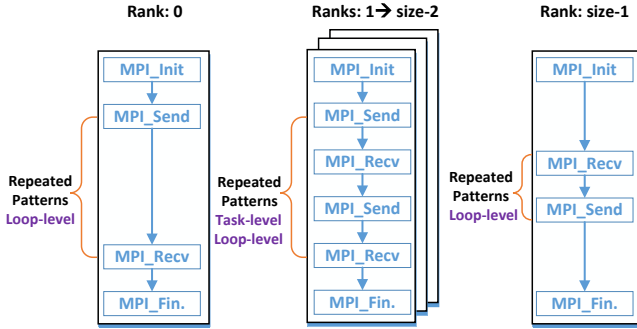 Rank: 0
MPI_Init
MPI_Send
Repeated
Patterns
Loop-level
MPI_Recv
MPI_Fin.
Ranks: 1→ size-2
MPI_Init
MPI_Send
MPI_Recv
Repeated
Patterns
Task-level
Loop-level
MPI_Send
MPI_Recv
MPI_Fin.
Rank: size-1
MPI_Init
MPI_Recv
Repeated
Patterns
Loop-level
MPI_Send
MPI_Fin.